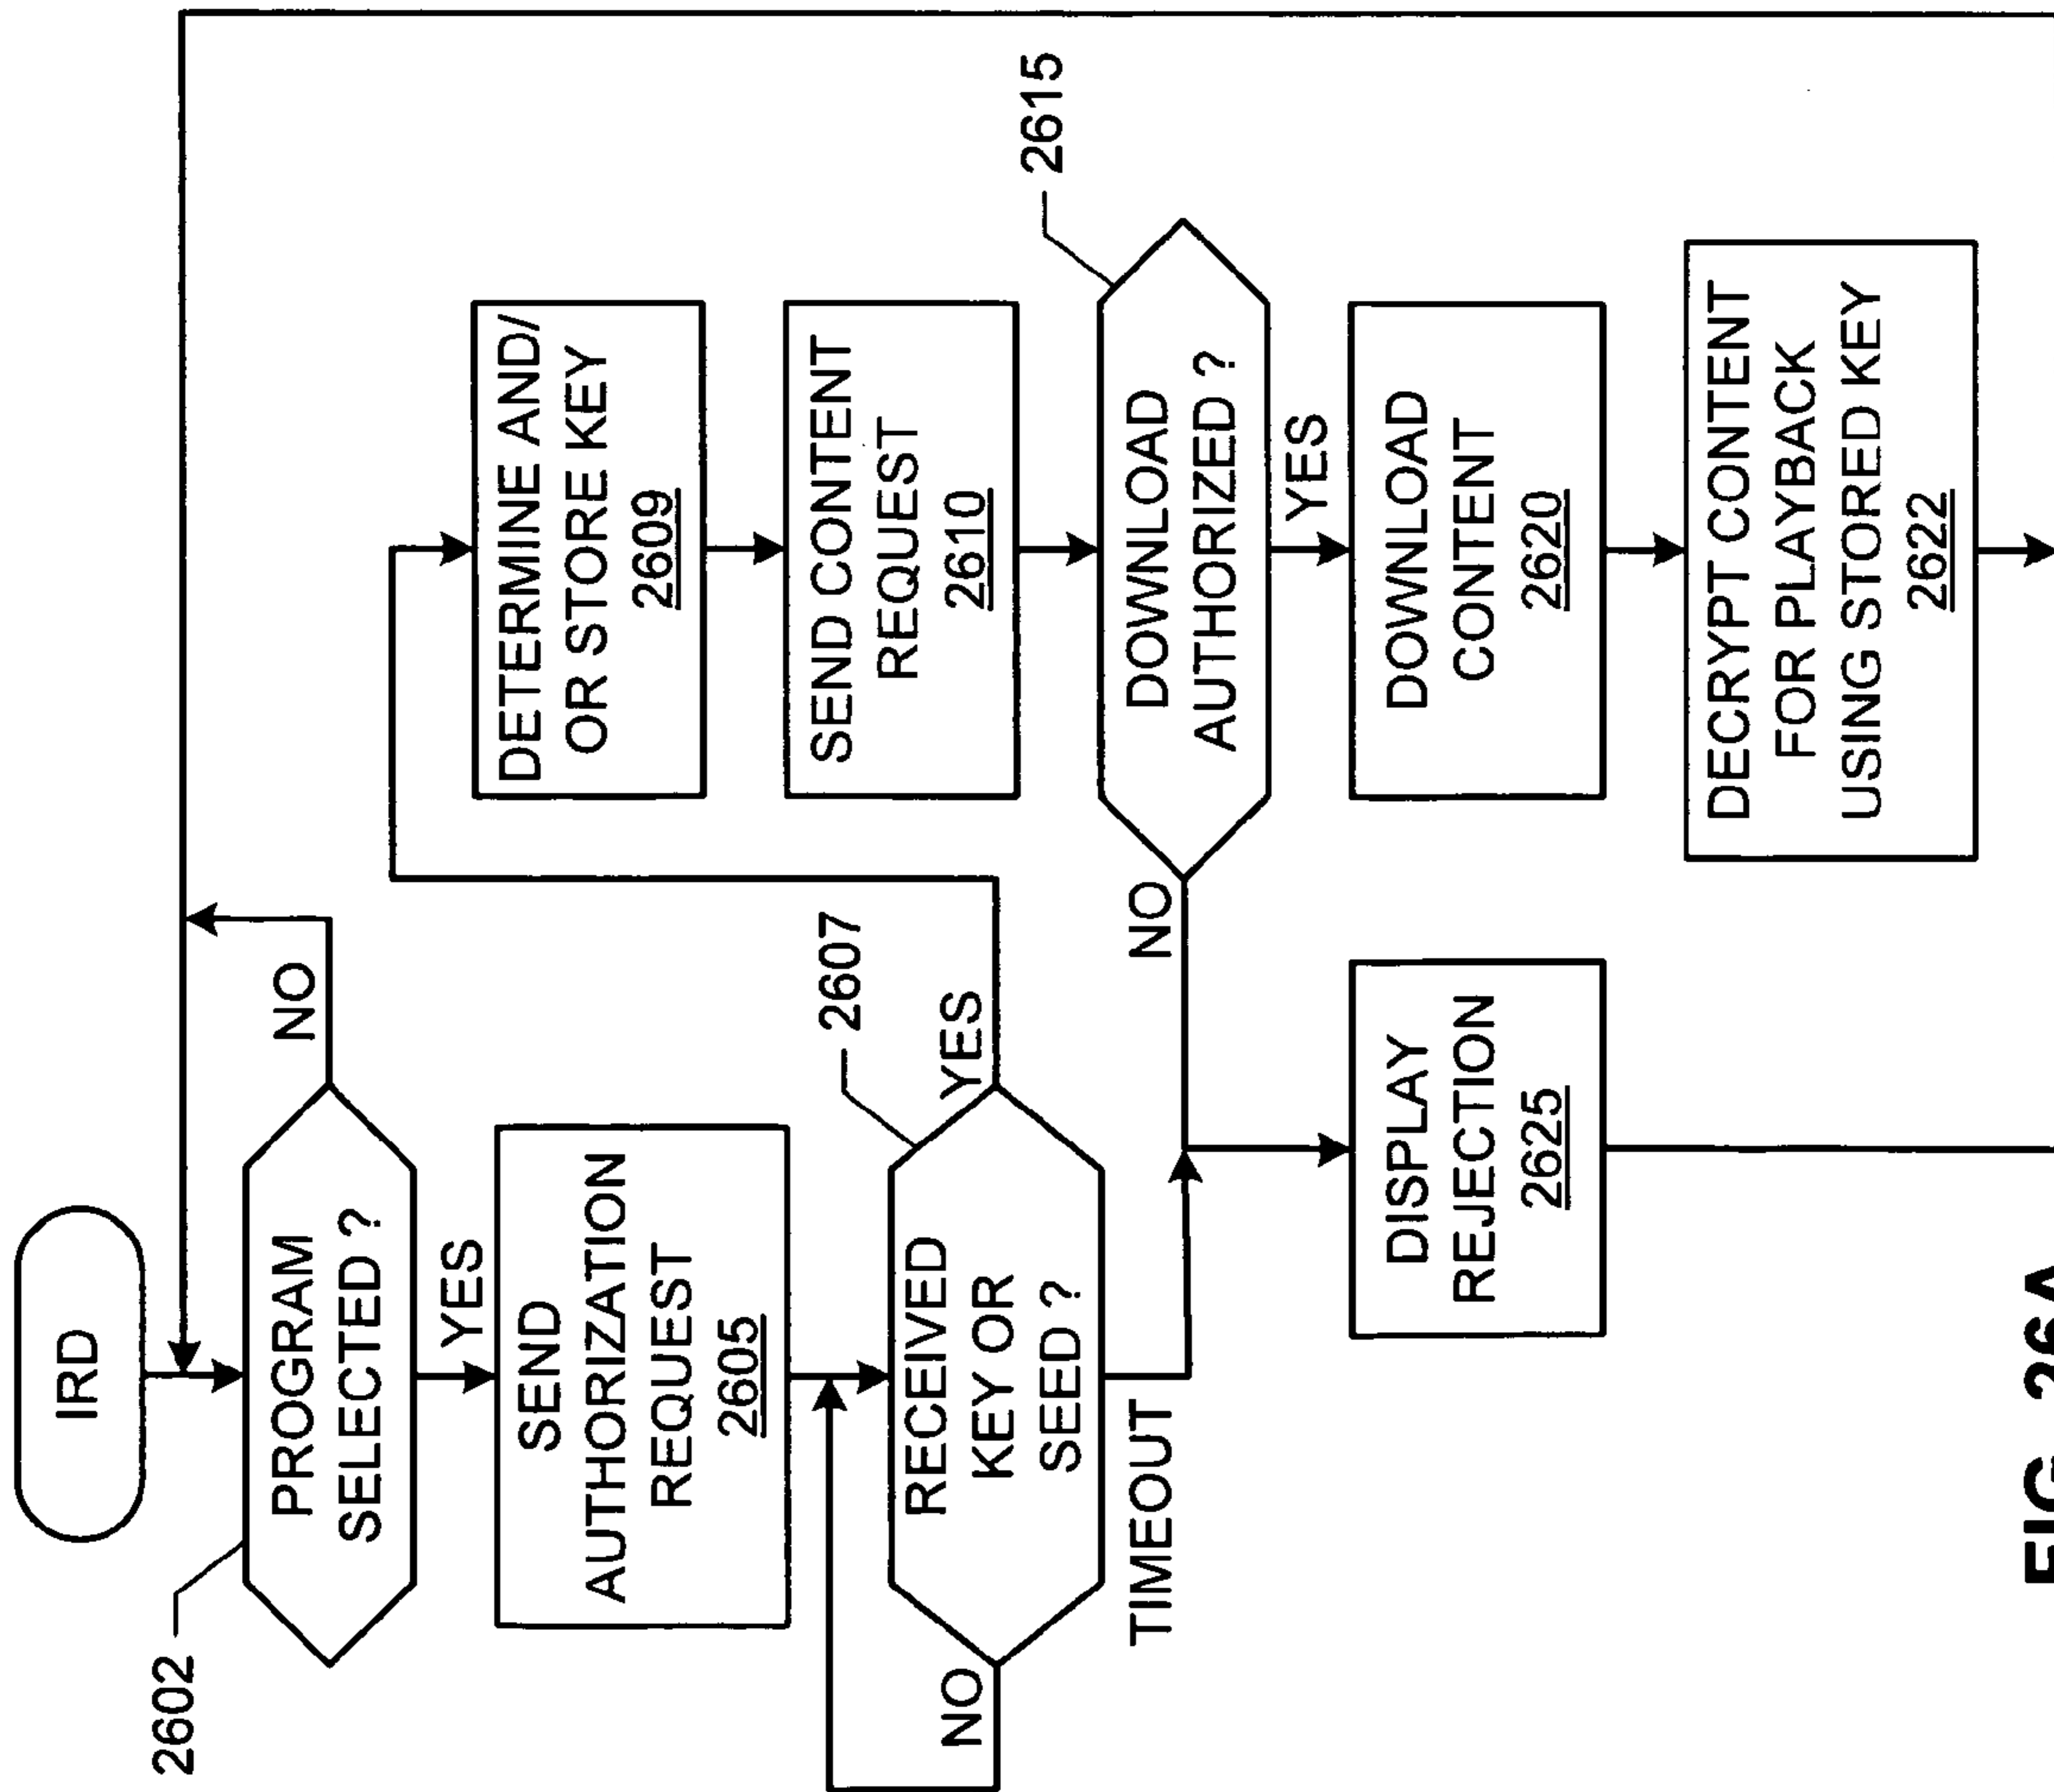 IRD
2602
PROGRAM
SELECTED ?
NO
YES
SEND
AUTHORIZATION
REQUEST
2605
2607
RECEIVED
KEY OR
SEED ?
NO
YES
TIMEOUT
DETERMINE AND/
OR STORE KEY
2609
SEND CONTENT
REQUEST
2610
2615
DOWNLOAD
AUTHORIZED ?
NO
YES
DISPLAY
REJECTION
2625
DOWNLOAD
CONTENT
2620
DECRYPT CONTENT
FOR PLAYBACK
USING STORED KEY
2622
FIG. 26A